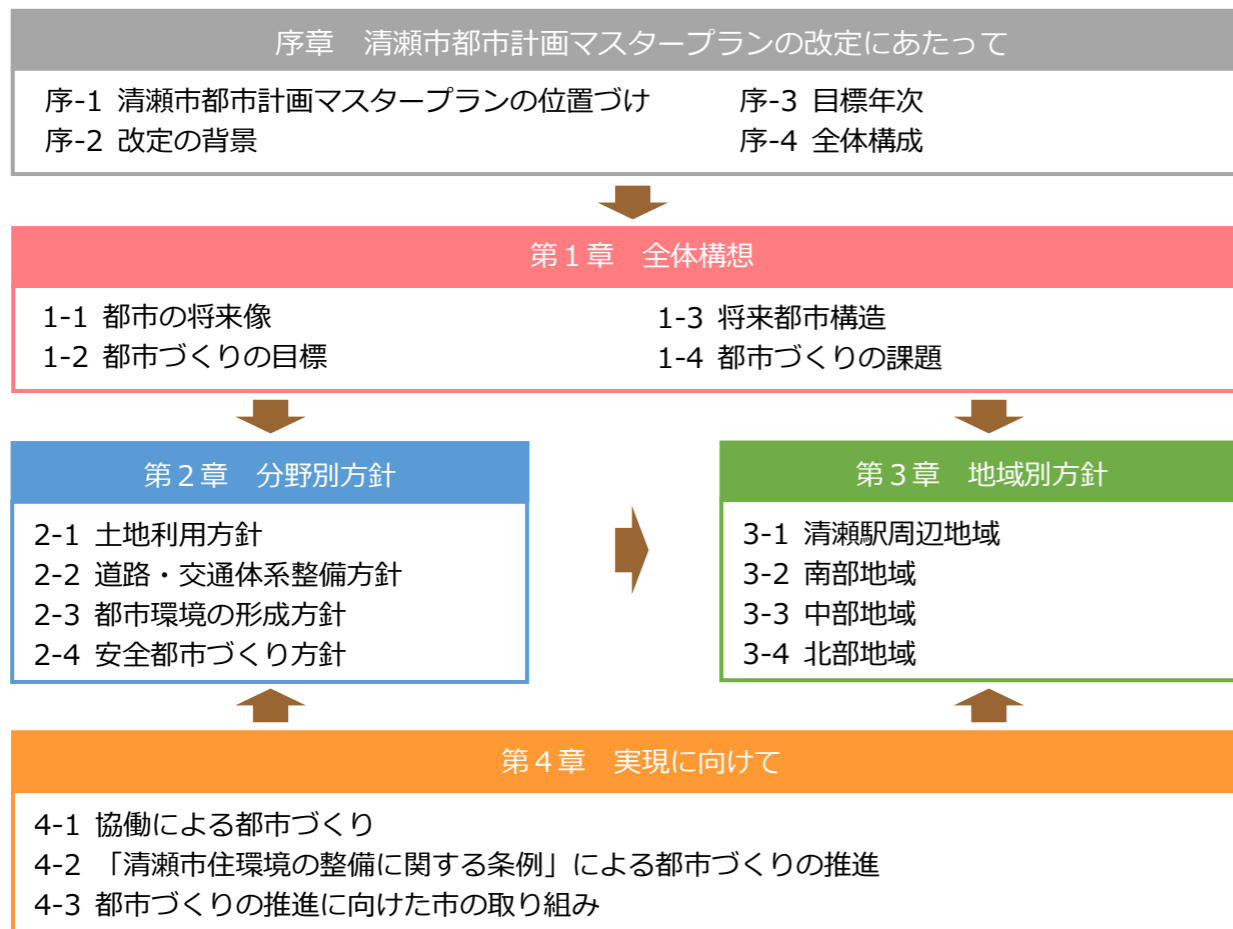 序章　清瀬市都市計画マスタープランの改定にあたって
序-1 清瀬市都市計画マスタープランの位置づけ
序-2 改定の背景
序-3 目標年次
序-4 全体構成
第１章　全体構想
1-1 都市の将来像
1-2 都市づくりの目標
1-3 将来都市構造
1-4 都市づくりの課題
第２章　分野別方針
2-1 土地利用方針
2-2 道路・交通体系整備方針
2-3 都市環境の形成方針
2-4 安全都市づくり方針
第３章　地域別方針
3-1 清瀬駅周辺地域
3-2 南部地域
3-3 中部地域
3-4 北部地域
第４章　実現に向けて
4-1 協働による都市づくり
4-2 「清瀬市住環境の整備に関する条例」による都市づくりの推進
4-3 都市づくりの推進に向けた市の取り組み